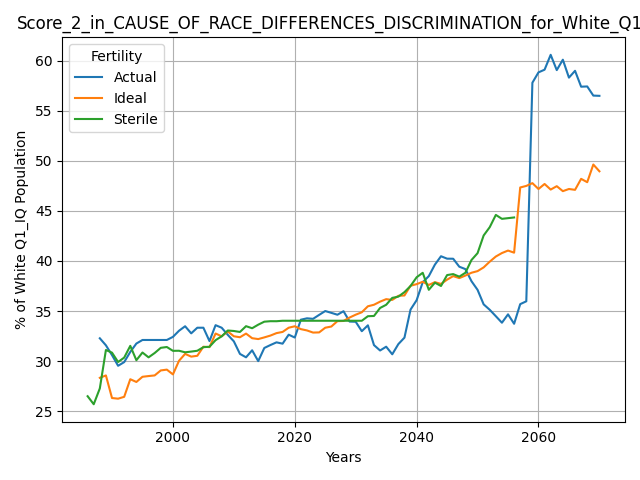 Score_2_in_CAUSE_OF_RACE_DIFFERENCES_DISCRIMINATION_for_White_Q1
Fertility
Actual
Ideal
Sterile
% of White Q1_IQ Population
60
55
50
45
40
35
30
25
2000
2020
2040
2060
Years